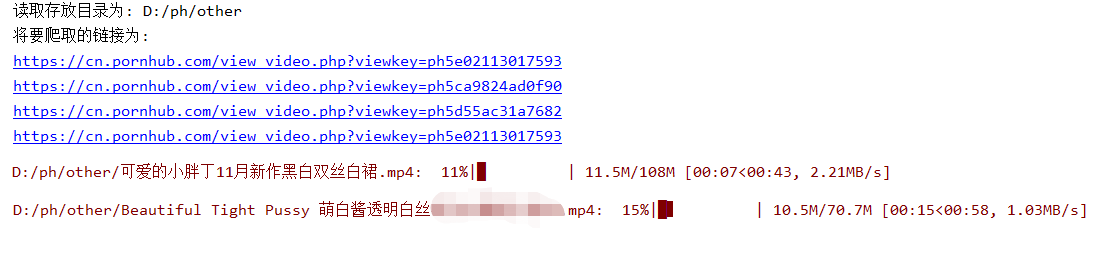 读取存放目录为: D:/ph/other
将要爬取的链接为:
https://cn.pornhub.com/view_video.php?viewkey=ph5e02113017593
https://cn.pornhub.com/view_video.php?viewkey=ph5ca9824ad0f90
https://cn.pornhub.com/view_video.php?viewkey=ph5d55ac31a7682
https://cn.pornhub.com/view_video.php?viewkey=ph5e02113017593
D:/ph/other/可爱的小胖丁11月新作黑白双丝白裙.mp4: 11%|█ | 11.5M/108M [00:07<00:43, 2.21MB/s]
D:/ph/other/Beautiful Tight Pussy 萌白酱透明白丝 mp4: 15%|█▌ | 10.5M/70.7M [00:15<00:58, 1.03MB/s]